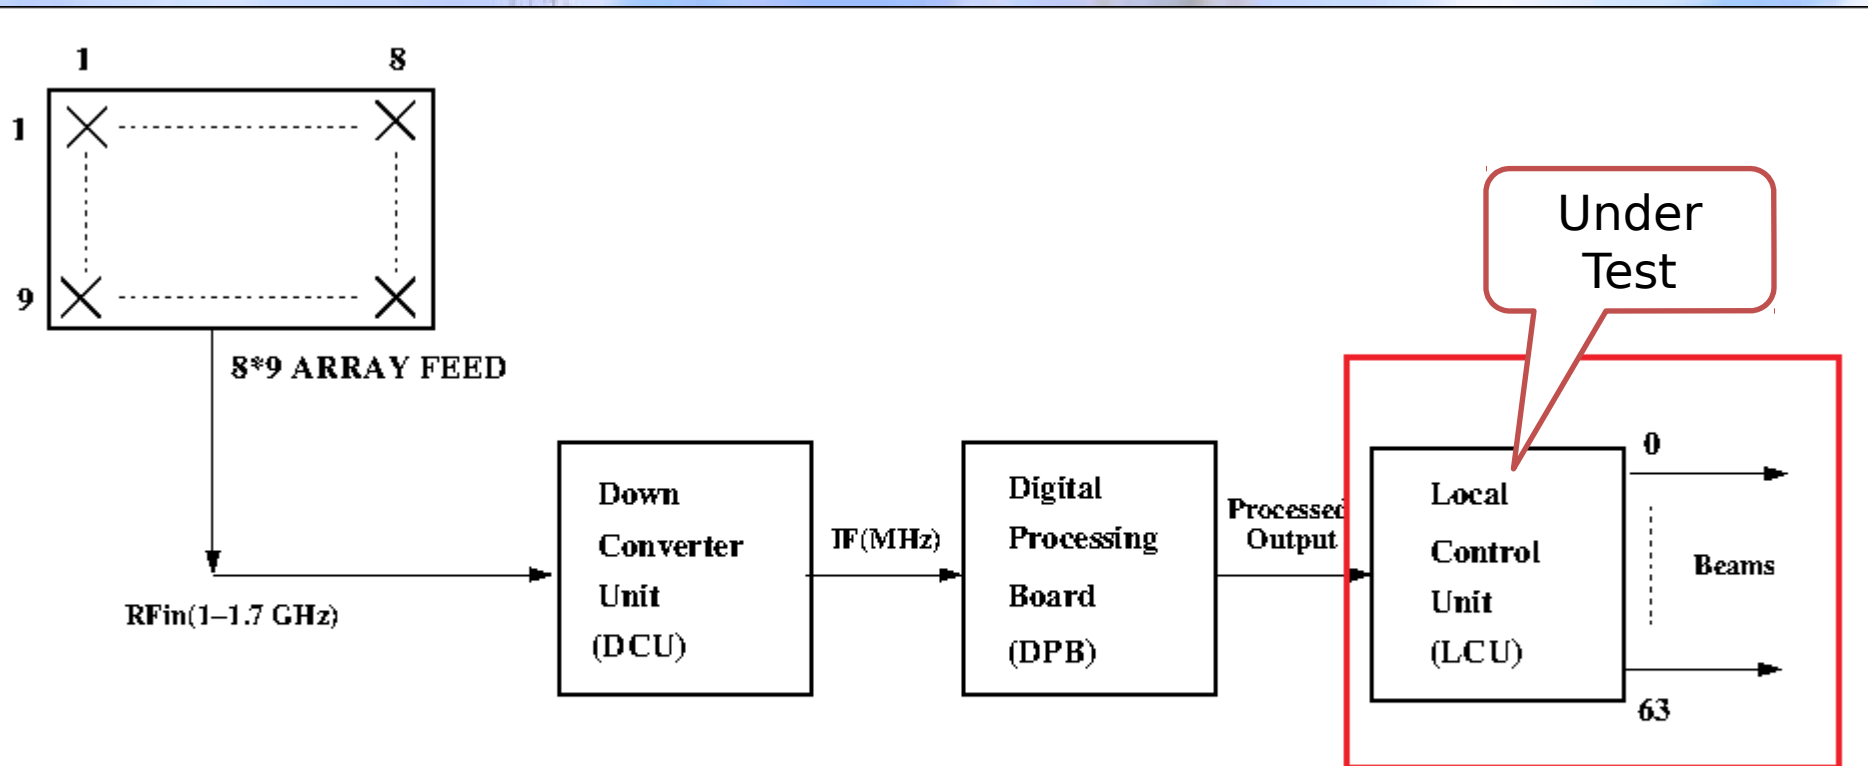 1 8
1
9
8*9 ARRAY FEED
RFin(1–1.7 GHz)
Down
Converter
Unit
(DCU)
IF(MHz)
Digital
Processing
Board
(DPB)
Processed
Output
Under
Test
Local
Control
Unit
(LCU)
0
Beams
63